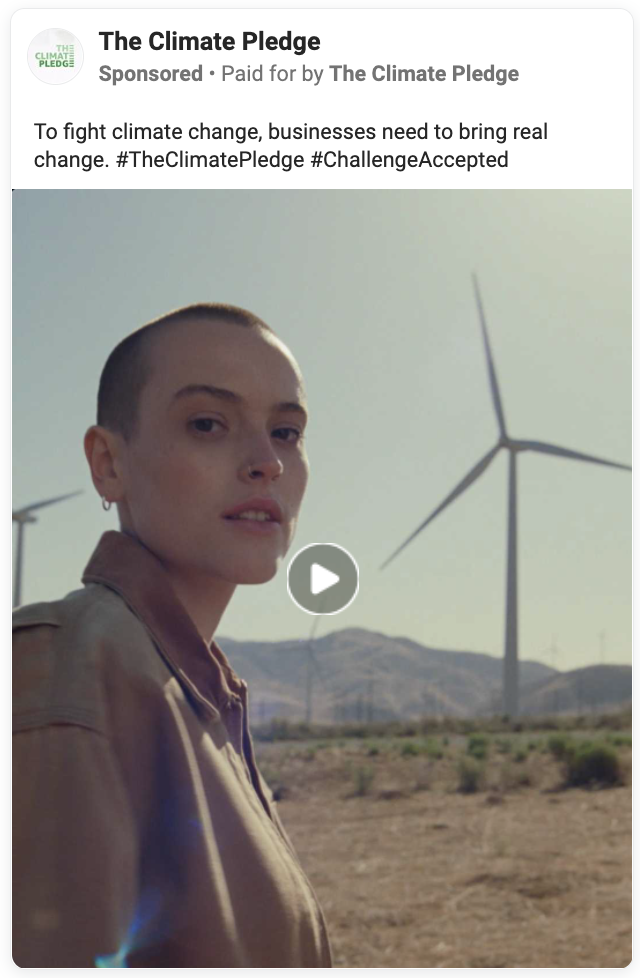 THE
CLIMATE
PLEDGE
The Climate Pledge
Sponsored • Paid for by The Climate Pledge
To fight climate change, businesses need to bring real
change. #TheClimatePledge #ChallengeAccepted